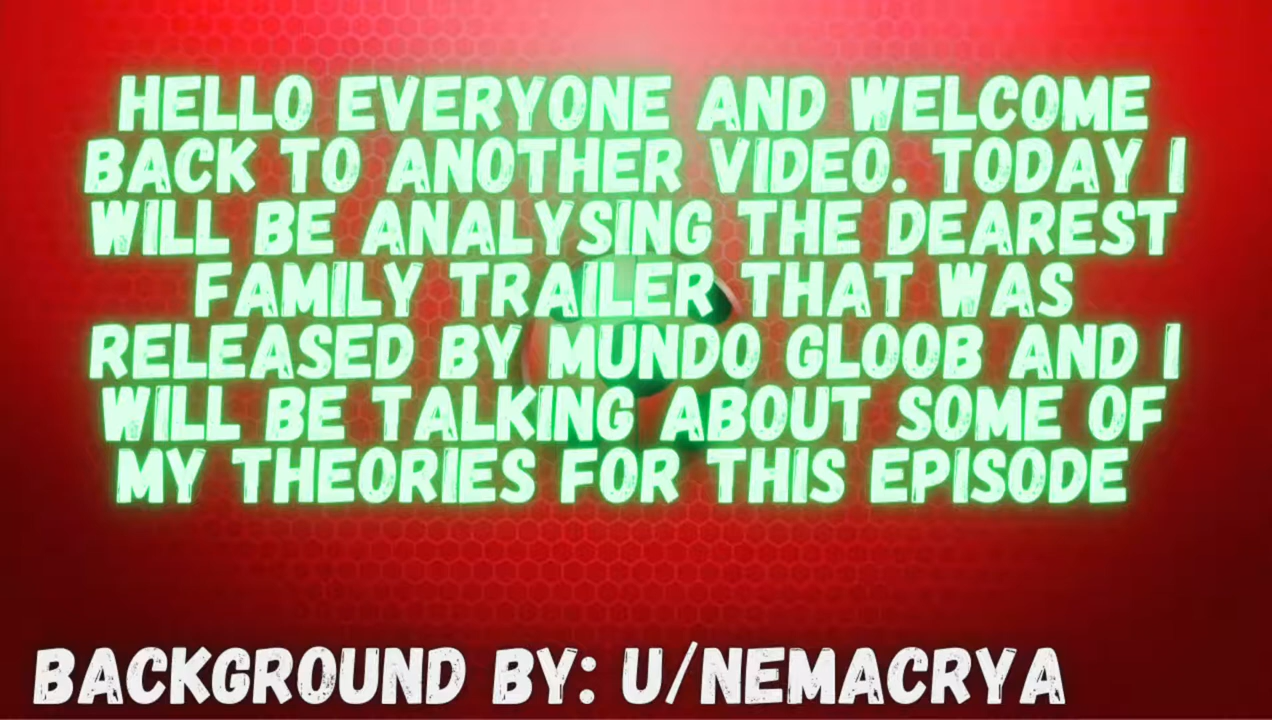 HELLO EVERYONE AND WELCOME
BACK TO ANOTHER VIDEO. TODAY I
WILL BE ANALYSING THE DEAREST
FAMILY TRAILER THAT WAS
RELEASED BY MUNDO GLOOB AND I
WILL BE TALKING ABOUT SOME OF
MY THEORIES FOR THIS EPISODE
BACKGROUND BY: U/NEMACRYA